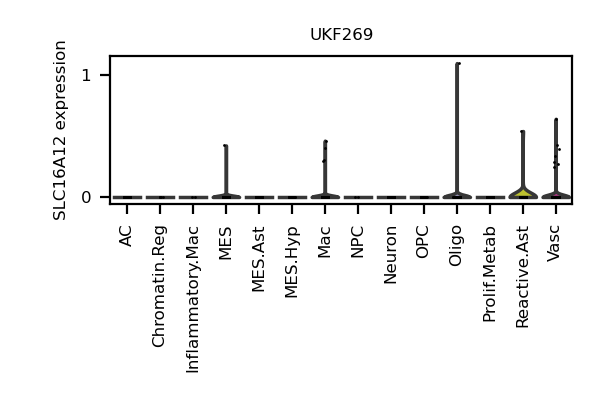 UKF269
SLC16A12 expression
1
0
AC
Chromatin.Reg
Inflammatory.Mac
MES
MES.Ast
MES.Hyp
Mac
NPC
Neuron
OPC
Oligo
Prolif.Metab
Reactive.Ast
Vasc